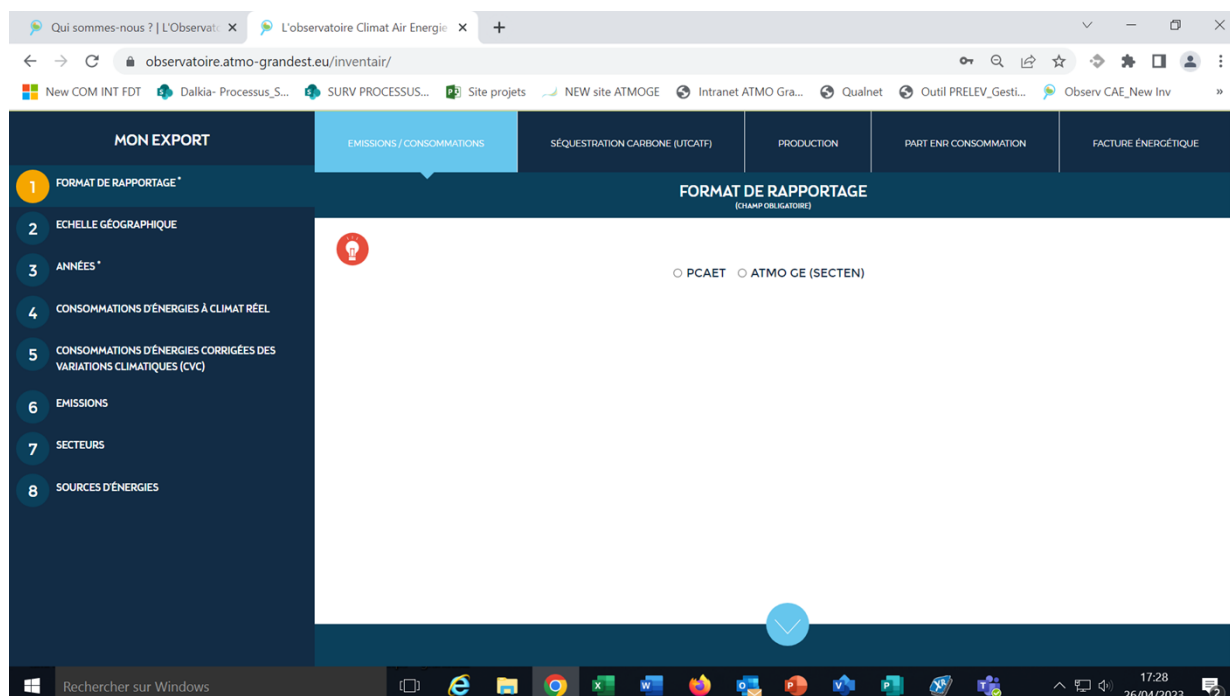 Qui sommes-nous ? | L'Observato
L'observatoire Climat Air Energie
observatoire.atmo-grandest.eu/inventair/
New COM INT FDT
Dalkia- Processus_S...
SURV PROCESSUS...
Site projets
NEW site ATMOGE
Intranet ATMO Gra...
Qualnet
Outil PRELEV_Gesti...
Observ CAE_New Inv
»
MON EXPORT
EMISSIONS / CONSOMMATIONS
SÉQUESTRATION CARBONE (UTCATF)
PRODUCTION
PART ENR CONSOMMATION
FACTURE ÉNERGÉTIQUE
1 FORMAT DE RAPPORTAGE *
2 ECHELLE GÉOGRAPHIQUE
3 ANNÉES *
4 CONSOMMATIONS D'ÉNERGIES À CLIMAT RÉEL
5 CONSOMMATIONS D'ÉNERGIES CORRIGÉES DES
VARIATIONS CLIMATIQUES (CVC)
6 EMISSIONS
7 SECTEURS
8 SOURCES D'ÉNERGIES
FORMAT DE RAPPORTAGE
(CHAMP OBLIGATOIRE)
PCAET
ATMO GE (SECTEN)
Rechercher sur Windows
17:28